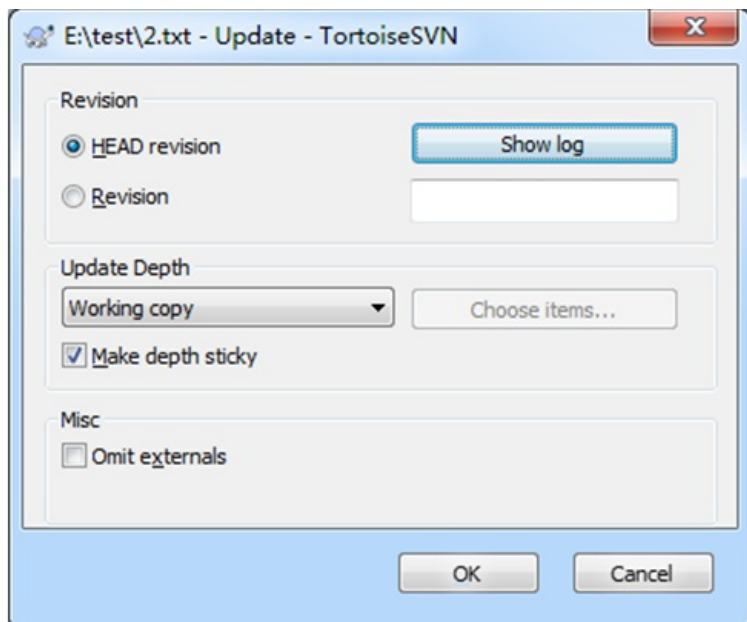 E:\test\2.txt - Update - TortoiseSVN
Revision
HEAD revision
Show log
Revision
Update Depth
Working copy
Choose items...
Make depth sticky
Misc
Omit externals
OK
Cancel